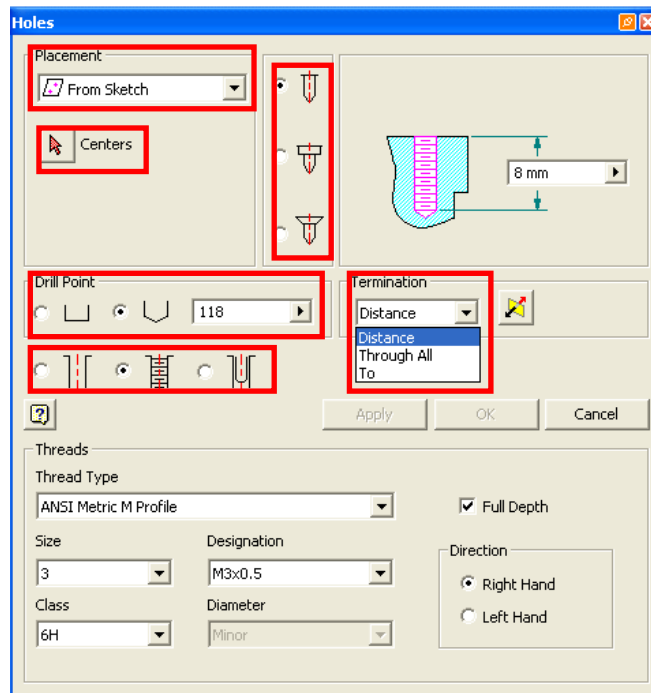 Holes
Placement
From Sketch
Centers
8 mm
Drill Point
118
Termination
Distance
Distance
Through All
To
?
Apply
OK
Cancel
Threads
Thread Type
ANSI Metric M Profile
Full Depth
Size
Designation
3
M3x0.5
Class
Diameter
6H
Minor
Direction
Right Hand
Left Hand